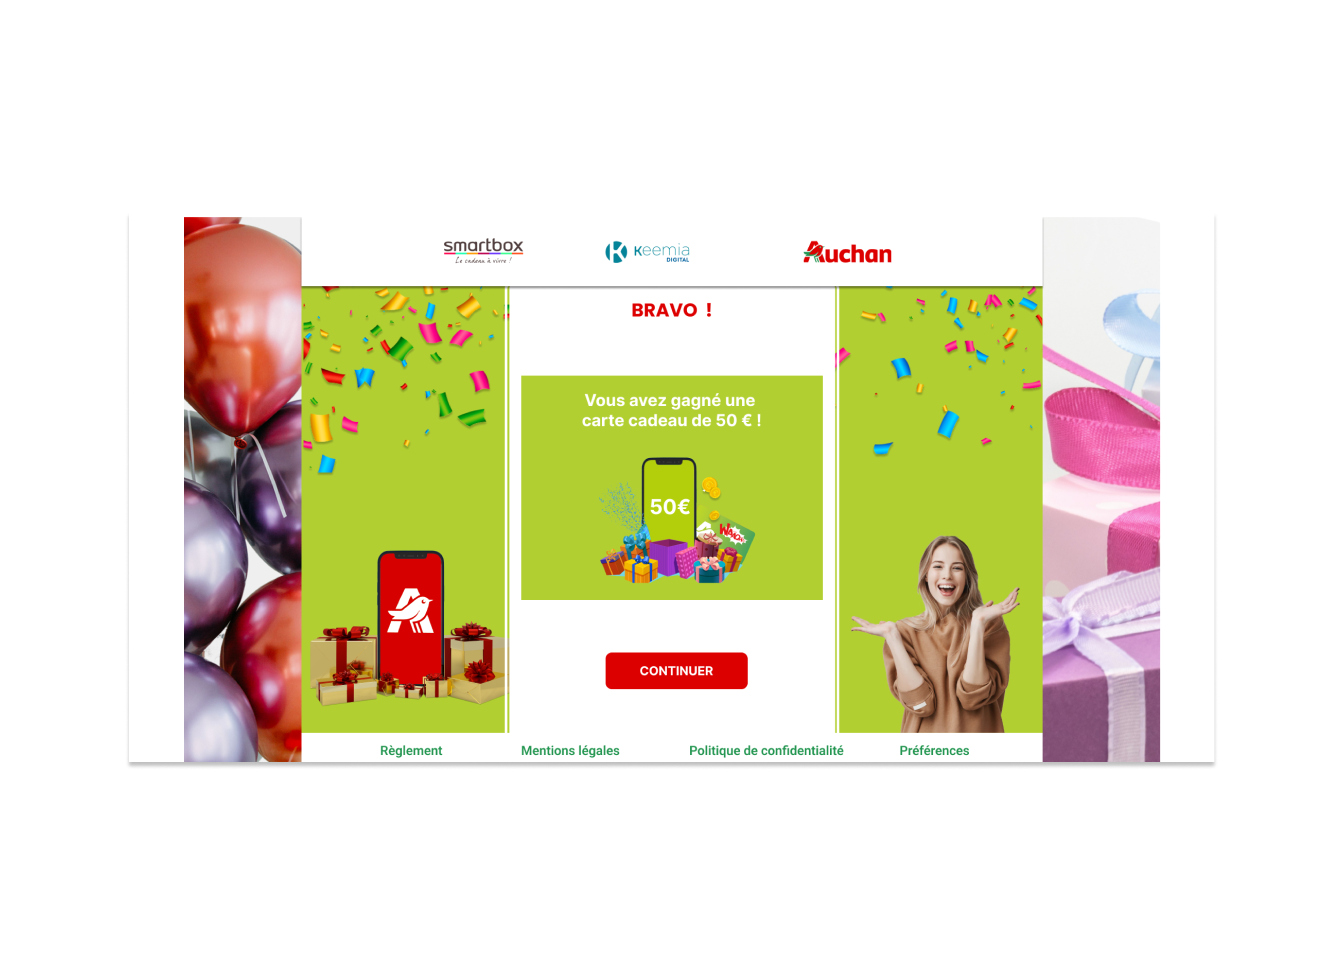 smartbox
Le cadeau à vivre !
Keemia
DIGITAL
Auchan
BRAVO !
Vous avez gagné une
carte cadeau de 50 € !
50€
CONTINUER
Règlement
Mentions légales
Politique de confidentialité
Préférences